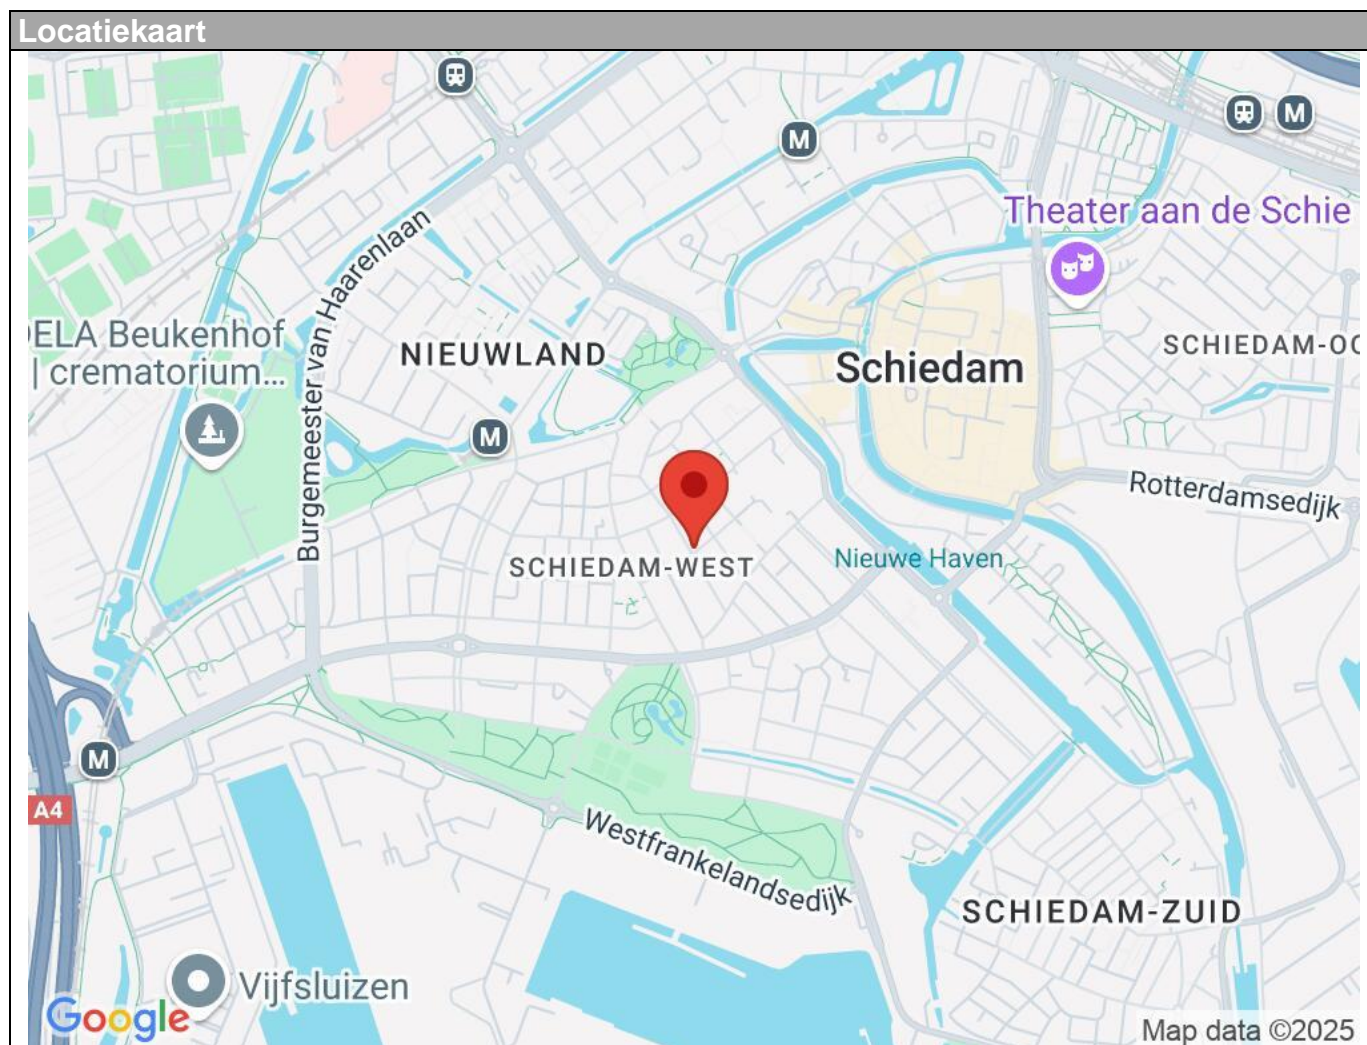 Locatiekaart
M
M
Theater aan de Schie
Burgemeester van Haarenlaan
DELA Beukenhof
| crematorium...
NIEUWLAND
Schiedam
SCHIEDAM-OO
M
Rotterdamsedijk
SCHIEDAM-WEST
Nieuwe Haven
M
A4
Westfrankelandsedijk
SCHIEDAM-ZUID
Vijfsluizen
Google
Map data ©2025